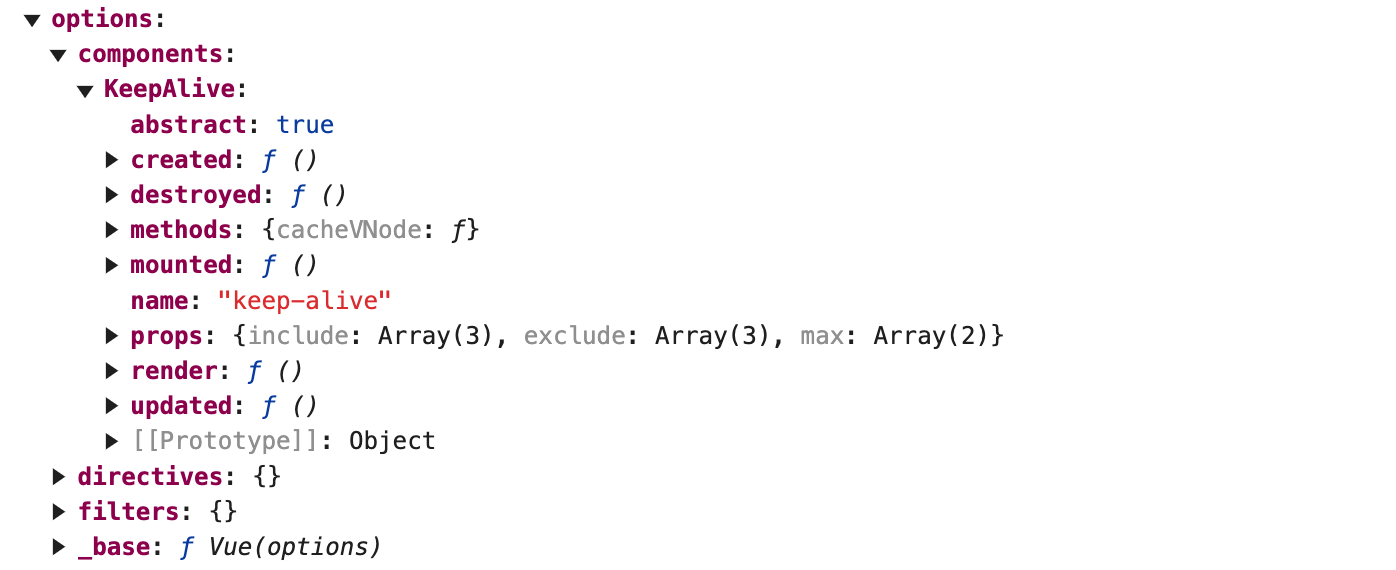 ▼ options:
▼ components:
▼ KeepAlive:
abstract: true
▶ created: ƒ ()
▶ destroyed: ƒ ()
▶ methods: {cacheVNode: ƒ}
▶ mounted: ƒ ()
name: "keep-alive"
▶ props: {include: Array(3), exclude: Array(3), max: Array(2)}
▶ render: ƒ ()
▶ updated: ƒ ()
▶ [[Prototype]]: Object
▶ directives: {}
▶ filters: {}
▶ _base: ƒ Vue(options)